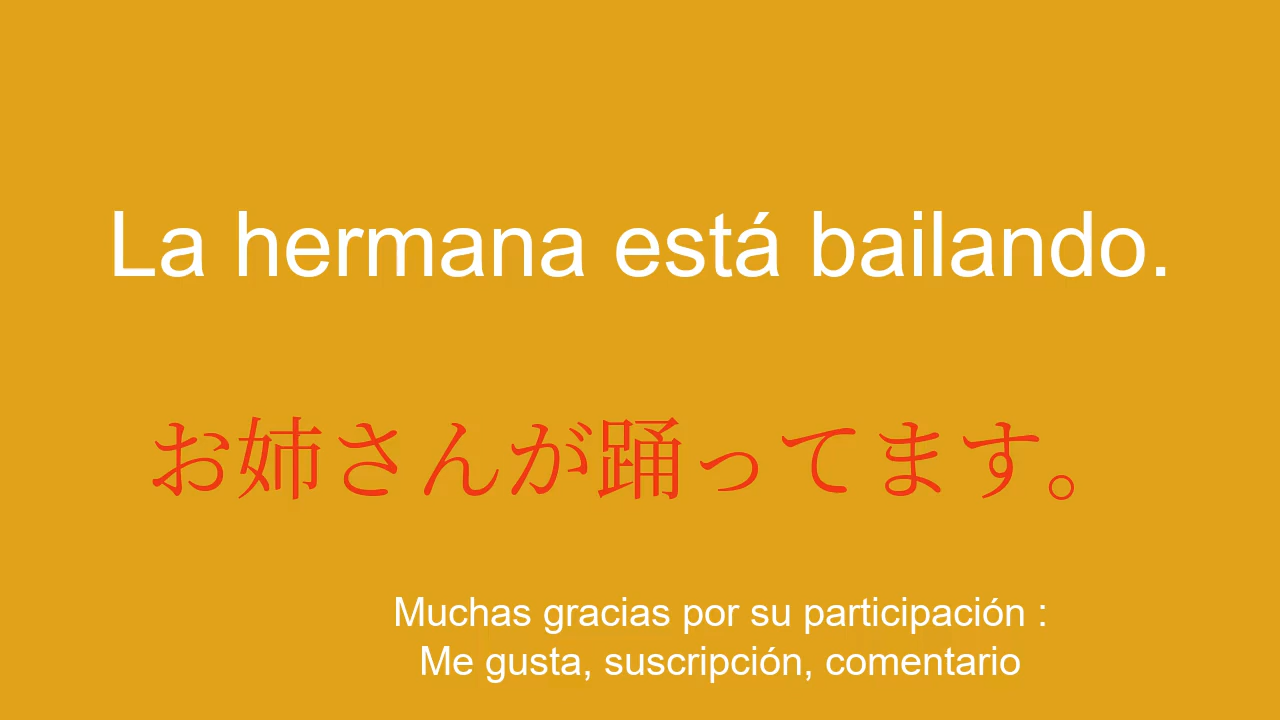 La hermana está bailando.
お姉さんが踊ってます。
Muchas gracias por su participación :
Me gusta, suscripción, comentario